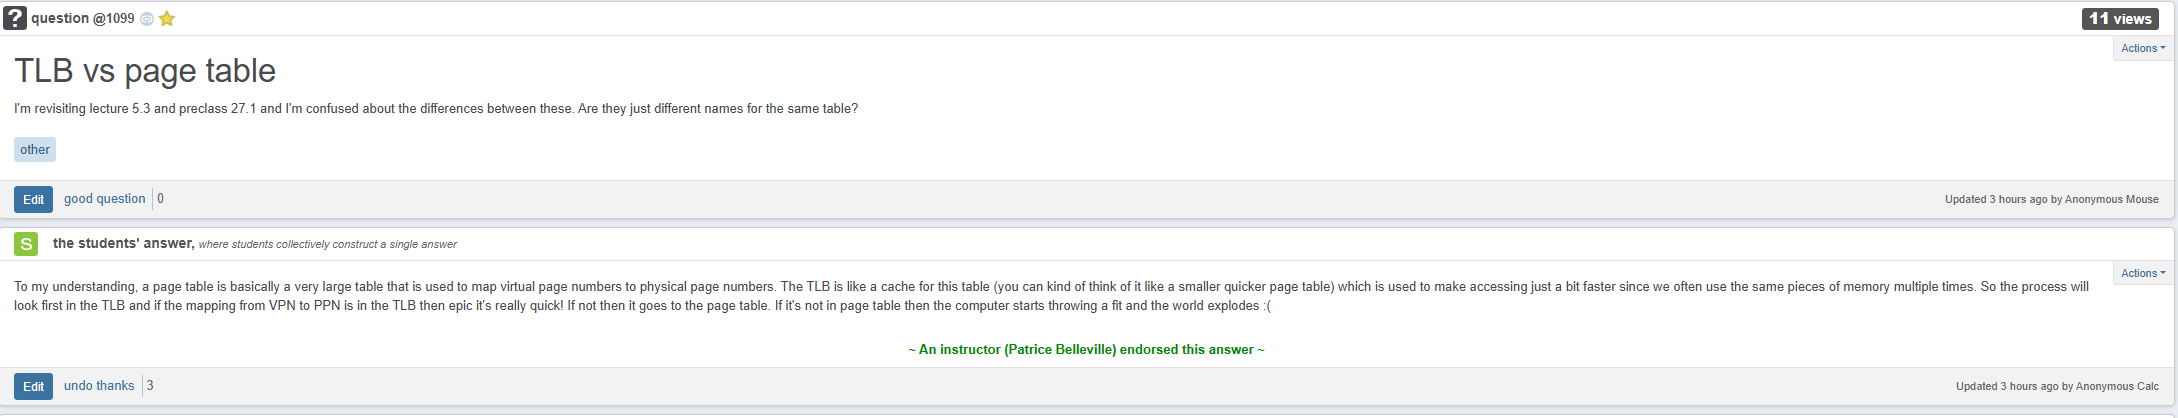 ? question @1099
11 views
Actions
TLB vs page table
I'm revisiting lecture 5.3 and preclass 27.1 and I'm confused about the differences between these. Are they just different names for the same table?
other
Edit good question 0
Updated 3 hours ago by Anonymous Mouse
S the students' answer, where students collectively construct a single answer
Actions
To my understanding, a page table is basically a very large table that is used to map virtual page numbers to physical page numbers. The TLB is like a cache for this table (you can kind of think of it like a smaller quicker page table) which is used to make accessing just a bit faster since we often use the same pieces of memory multiple times. So the process will
look first in the TLB and if the mapping from VPN to PPN is in the TLB then epic it's really quick! If not then it goes to the page table. If it's not in page table then the computer starts throwing a fit and the world explodes :(
~ An instructor (Patrice Belleville) endorsed this answer ~
Edit undo thanks 3
Updated 3 hours ago by Anonymous Calc